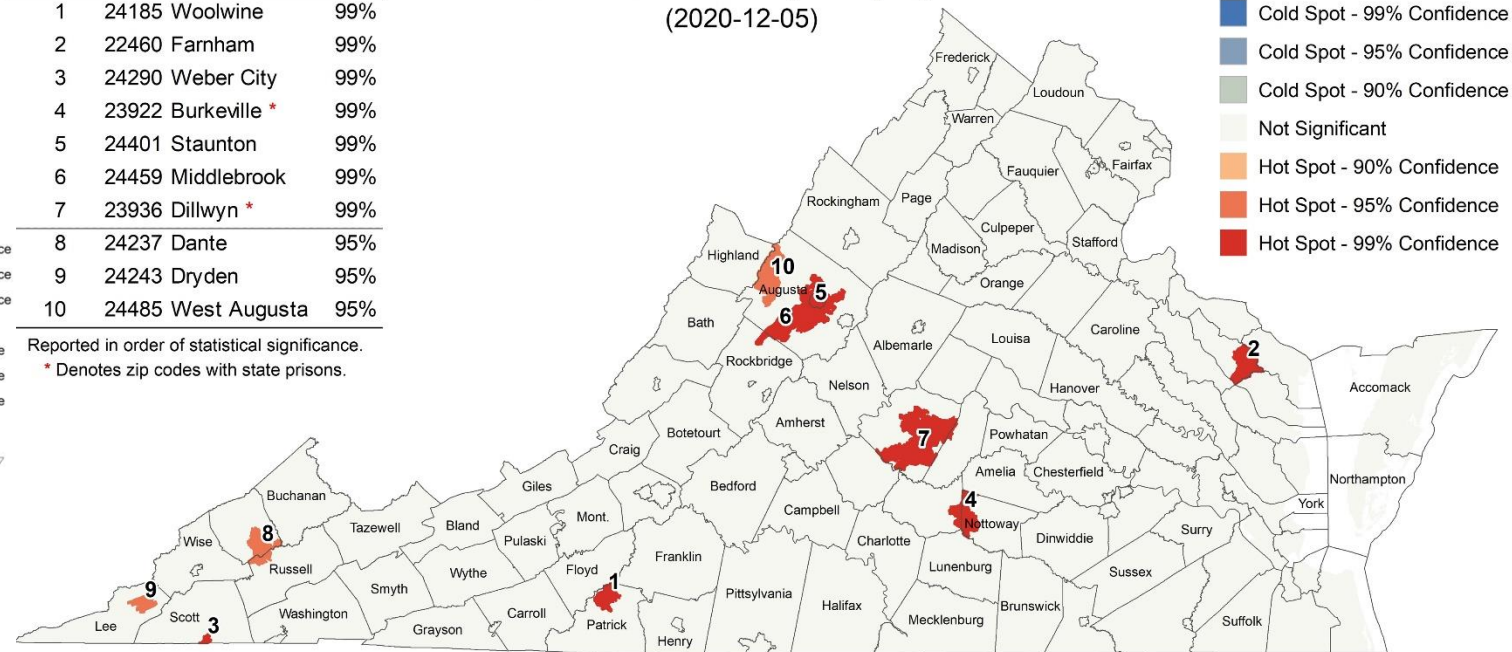 1 24185 Woolwine 99%
2 22460 Farnham 99%
3 24290 Weber City 99%
4 23922 Burkeville * 99%
5 24401 Staunton 99%
6 24459 Middlebrook 99%
7 23936 Dillwyn * 99%
8 24237 Dante 95%
9 24243 Dryden 95%
10 24485 West Augusta 95%
Reported in order of statistical significance.
* Denotes zip codes with state prisons.
(2020-12-05)
Cold Spot - 99% Confidence
Cold Spot - 95% Confidence
Cold Spot - 90% Confidence
Not Significant
Hot Spot - 90% Confidence
Hot Spot - 95% Confidence
Hot Spot - 99% Confidence
Frederick
Loudoun
Warren
Fairfax
Fauquier
Page
Rockingham
Culpeper
Stafford
Madison
Highland
10
Orange
Augusta
5
6
Bath
Caroline
Louisa
Albemarle
2
Rockbridge
Nelson
Hanover
Accomack
Amherst
Botetourt
7
Powhatan
Craig
Amelia
Chesterfield
Northampton
Bedford
Giles
Buchanan
4
York
Campbell
Mont.
Nottoway
Bland
Tazewell
8
Wise
Pulaski
Charlotte
Dinwiddie
Surry
Franklin
Lunenburg
Russell
Floyd
Wythe
Sussex
1
9
Smyth
Pittsylvania
Halifax
Brunswick
Washington
Carroll
Scott
3
Lee
Patrick
Grayson
Henry
Mecklenburg
Suffolk
ce
ce
ce
e
e
e